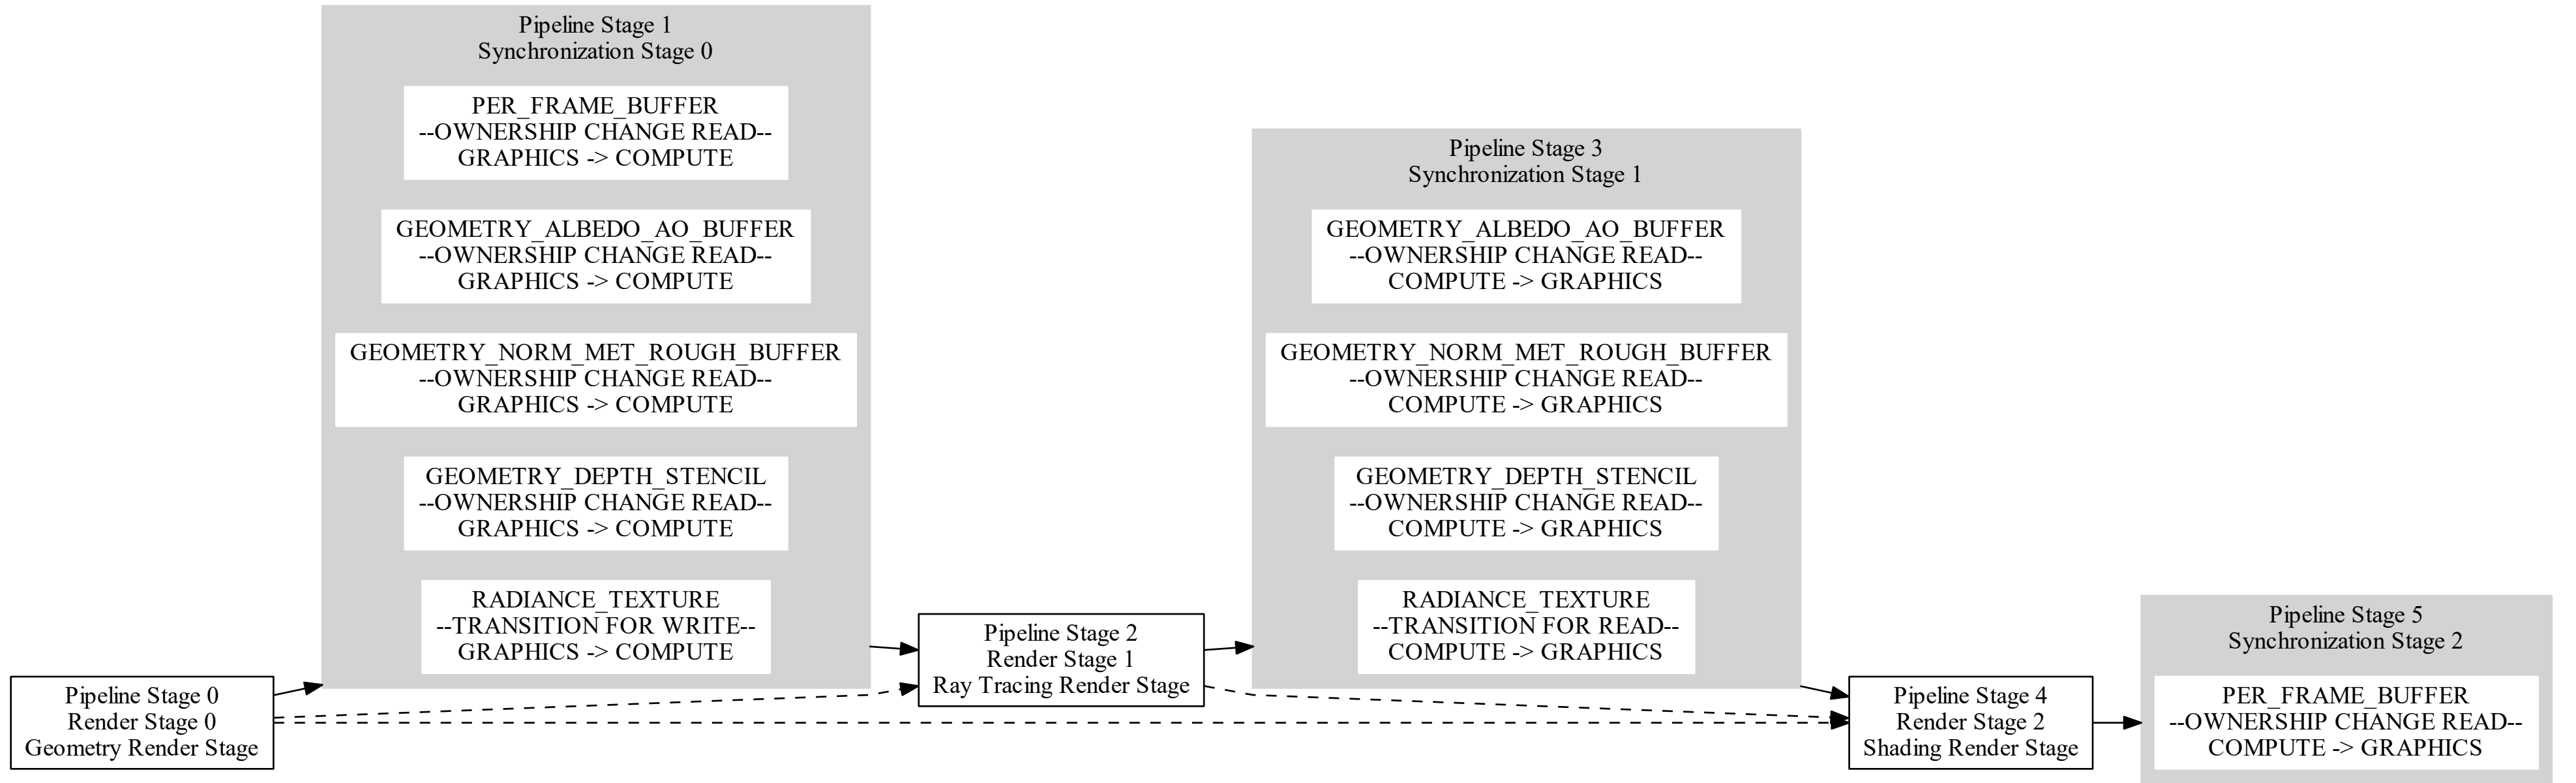 Pipeline Stage 0
Render Stage 0
Geometry Render Stage
Pipeline Stage 1
Synchronization Stage 0
PER_FRAME_BUFFER
--OWNERSHIP CHANGE READ--
GRAPHICS -> COMPUTE
GEOMETRY_ALBEDO_AO_BUFFER
--OWNERSHIP CHANGE READ--
GRAPHICS -> COMPUTE
GEOMETRY_NORM_MET_ROUGH_BUFFER
--OWNERSHIP CHANGE READ--
GRAPHICS -> COMPUTE
GEOMETRY_DEPTH_STENCIL
--OWNERSHIP CHANGE READ--
GRAPHICS -> COMPUTE
RADIANCE_TEXTURE
--TRANSITION FOR WRITE--
GRAPHICS -> COMPUTE
Pipeline Stage 2
Render Stage 1
Ray Tracing Render Stage
Pipeline Stage 3
Synchronization Stage 1
GEOMETRY_ALBEDO_AO_BUFFER
--OWNERSHIP CHANGE READ--
COMPUTE -> GRAPHICS
GEOMETRY_NORM_MET_ROUGH_BUFFER
--OWNERSHIP CHANGE READ--
COMPUTE -> GRAPHICS
GEOMETRY_DEPTH_STENCIL
--OWNERSHIP CHANGE READ--
COMPUTE -> GRAPHICS
RADIANCE_TEXTURE
--TRANSITION FOR READ--
COMPUTE -> GRAPHICS
Pipeline Stage 4
Render Stage 2
Shading Render Stage
Pipeline Stage 5
Synchronization Stage 2
PER_FRAME_BUFFER
--OWNERSHIP CHANGE READ--
COMPUTE -> GRAPHICS